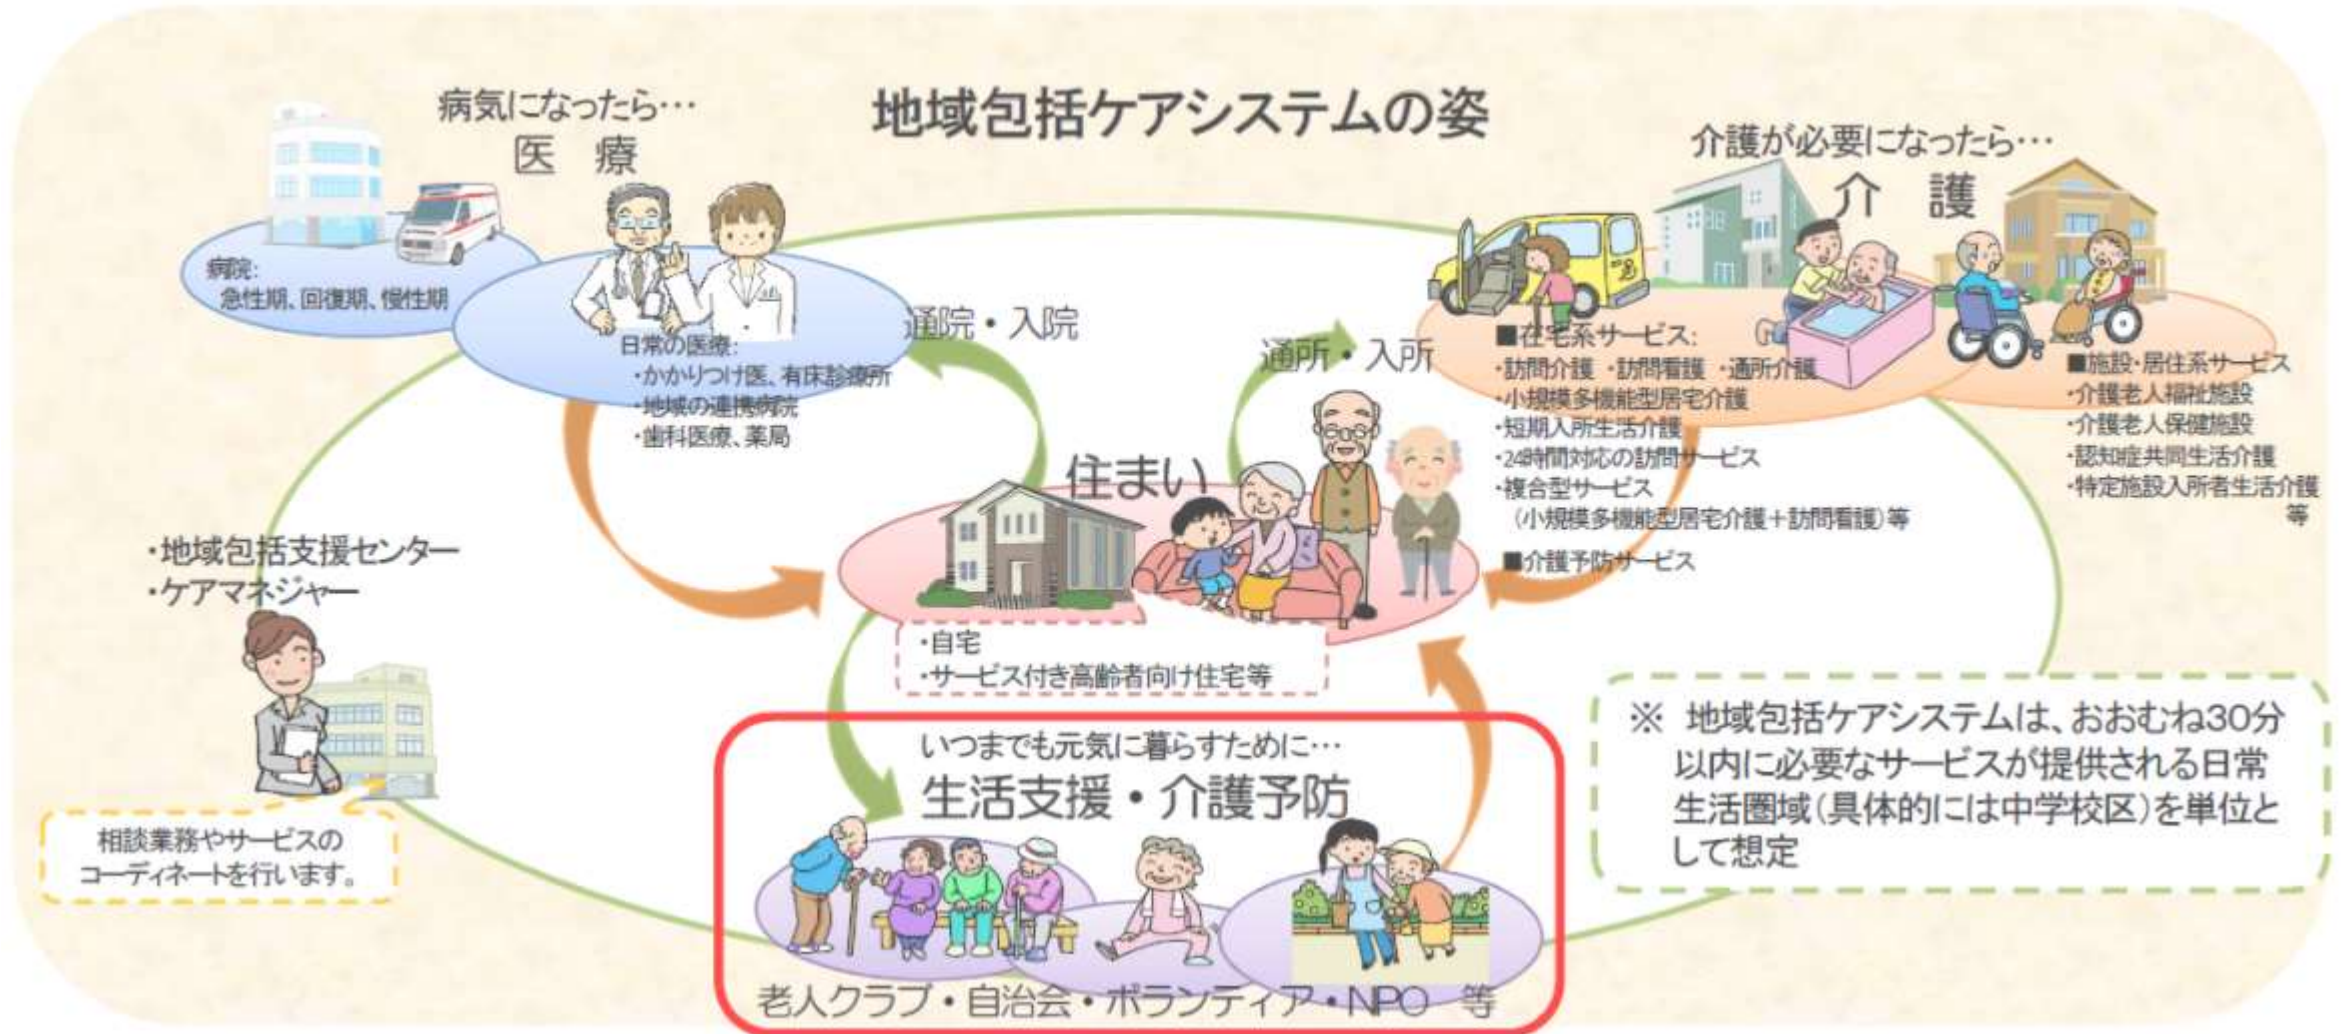 地域包括ケアシステムの姿
病気になったら…
医 療
病院:
急性期、回復期、慢性期
日常の医療:
・かかりつけ医、有床診療所
・地域の連携病院
・歯科医療、薬局
通院・入院
通所・入所
介護が必要になったら…
介 護
■在宅系サービス:
・訪問介護 ・訪問看護 ・通所介護
・小規模多機能型居宅介護
・短期入所生活介護
・24時間対応の訪問サービス
・複合型サービス
(小規模多機能型居宅介護+訪問看護)等
■介護予防サービス
■施設・居住系サービス
・介護老人福祉施設
・介護老人保健施設
・認知症共同生活介護
・特定施設入所者生活介護
等
住まい
・自宅
・サービス付き高齢者向け住宅等
・地域包括支援センター
・ケアマネジャー
相談業務やサービスの
コーディネートを行います。
いつまでも元気に暮らすために…
生活支援・介護予防
老人クラブ・自治会・ボランティア・NPO 等
※ 地域包括ケアシステムは、おおむね30分
以内に必要なサービスが提供される日常
生活圏域(具体的には中学校区)を単位と
して想定